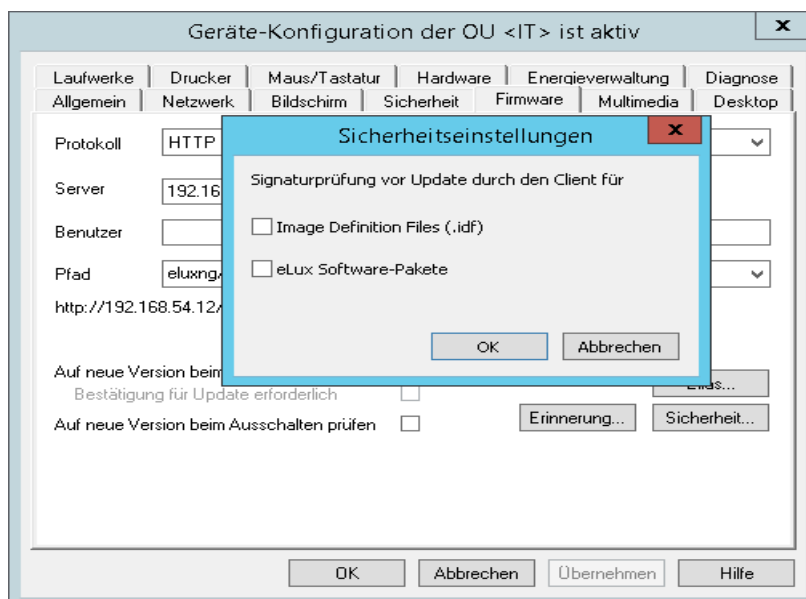 Geräte-Konfiguration der OU <IT> ist aktiv
x
Laufwerke Drucker Maus/Tastatur Hardware Energieverwaltung Diagnose
Allgemein Netzwerk Bildschirm Sicherheit Firmware Multimedia Desktop
Sicherheitseinstellungen
x
Signaturprüfung vor Update durch den Client für
Image Definition Files (.idf)
eLux Software-Pakete
OK Abbrechen
Protokoll HTTP
Server 192.16
Benutzer
Pfad eluxng/
http://192.168.54.12/
Auf neue Version beim
Bestätigung für Update erforderlich
Auf neue Version beim Ausschalten prüfen
Erinnerung... Sicherheit...
OK Abbrechen Übernehmen Hilfe